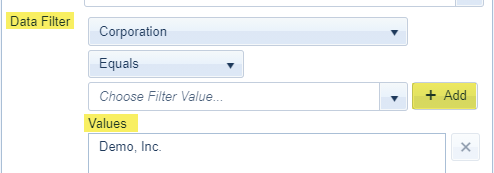 Data Filter
Corporation
Equals
Choose Filter Value...
+ Add
Values
Demo, Inc.